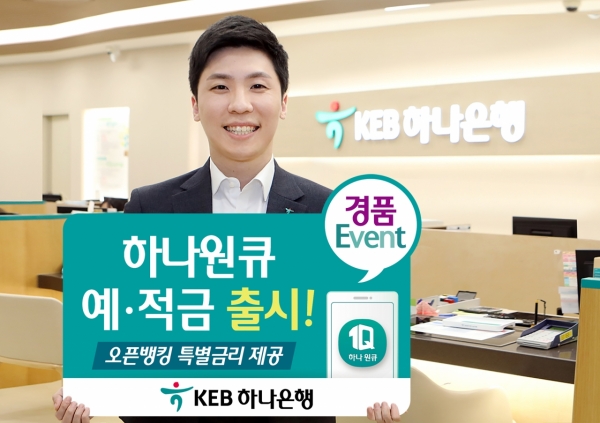 KEB 하나은행
경품
Event
하나원큐
예·적금 출시!
오픈뱅킹 특별금리 제공
1Q
하나원큐
KEB 하나은행